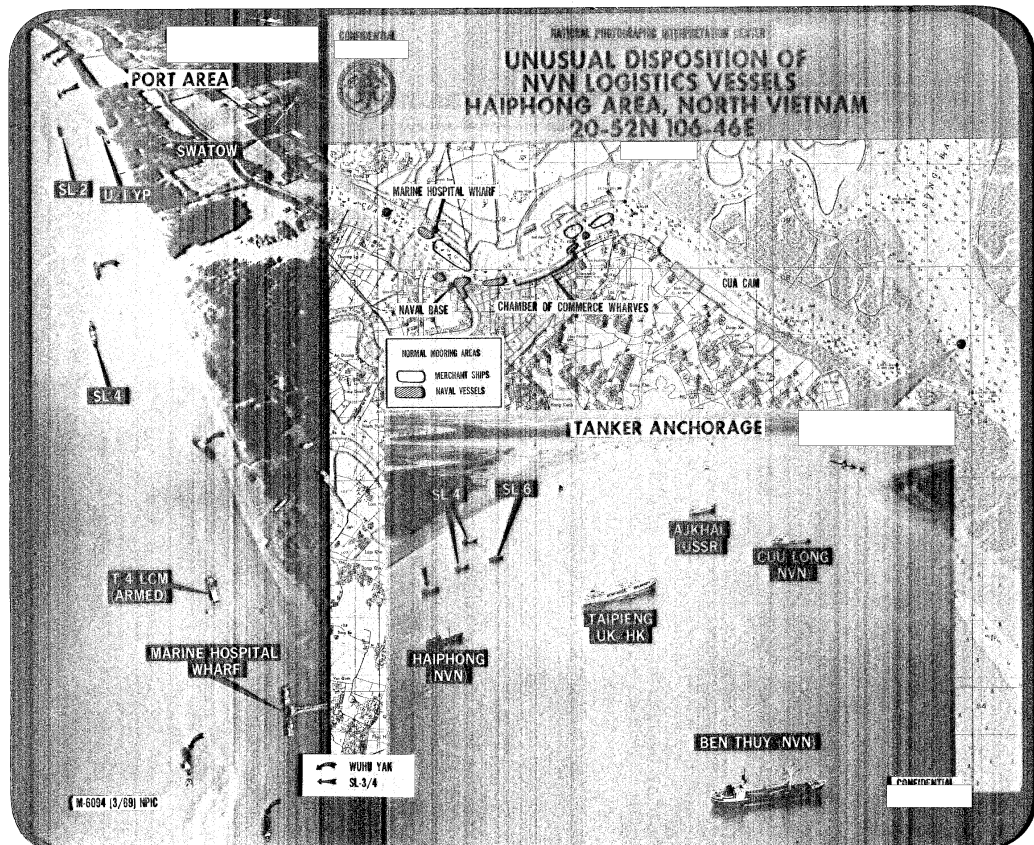 CONFIDENTIAL
NATIONAL PHOTOGRAPHIC INTERPRETATION CENTER
UNUSUAL DISPOSITION OF
NVN LOGISTICS VESSELS
HAIPHONG AREA, NORTH VIETNAM
20-52N 106-46E
PORT AREA
SWATOW
SL 2
SL 4
T 4 LCM
(ARMED)
MARINE HOSPITAL
WHARF
M-6094 (3/69) NPIC
WUHU YAK
SL-3/4
MARINE HOSPITAL WHARF
NAVAL BASE
CHAMBER OF COMMERCE WHARVES
CUA CAM
NORMAL MOORING AREAS
MERCHANT SHIPS
NAVAL VESSELS
TANKER ANCHORAGE
SL 4
SL 6
(USSR)
CUU LONG
(NVN)
TAIPIENG
UK HK
HAIPHONG
(NVN)
BEN THUY (NVN)
CONFIDENTIAL